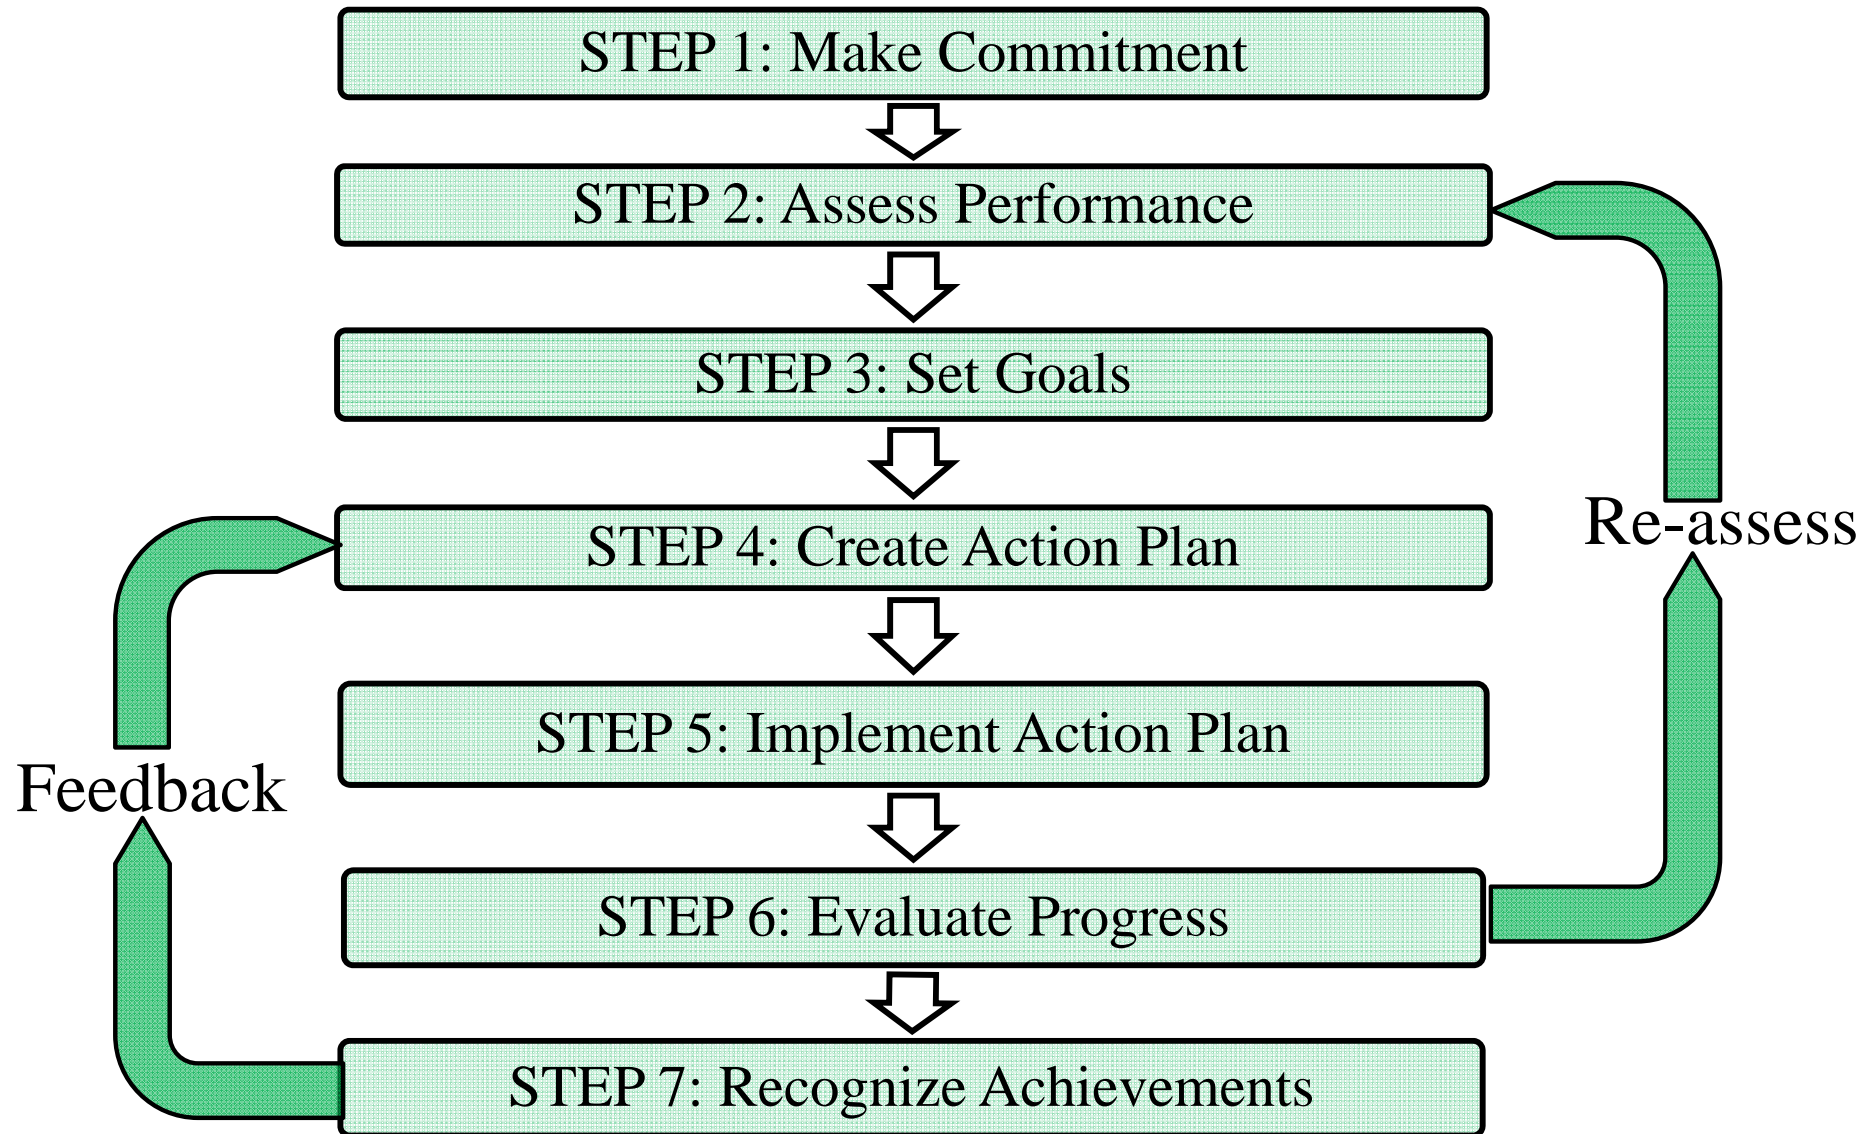 STEP 1: Make Commitment
STEP 2: Assess Performance
STEP 3: Set Goals
STEP 4: Create Action Plan
Re-assess
STEP 5: Implement Action Plan
Feedback
STEP 6: Evaluate Progress
STEP 7: Recognize Achievements